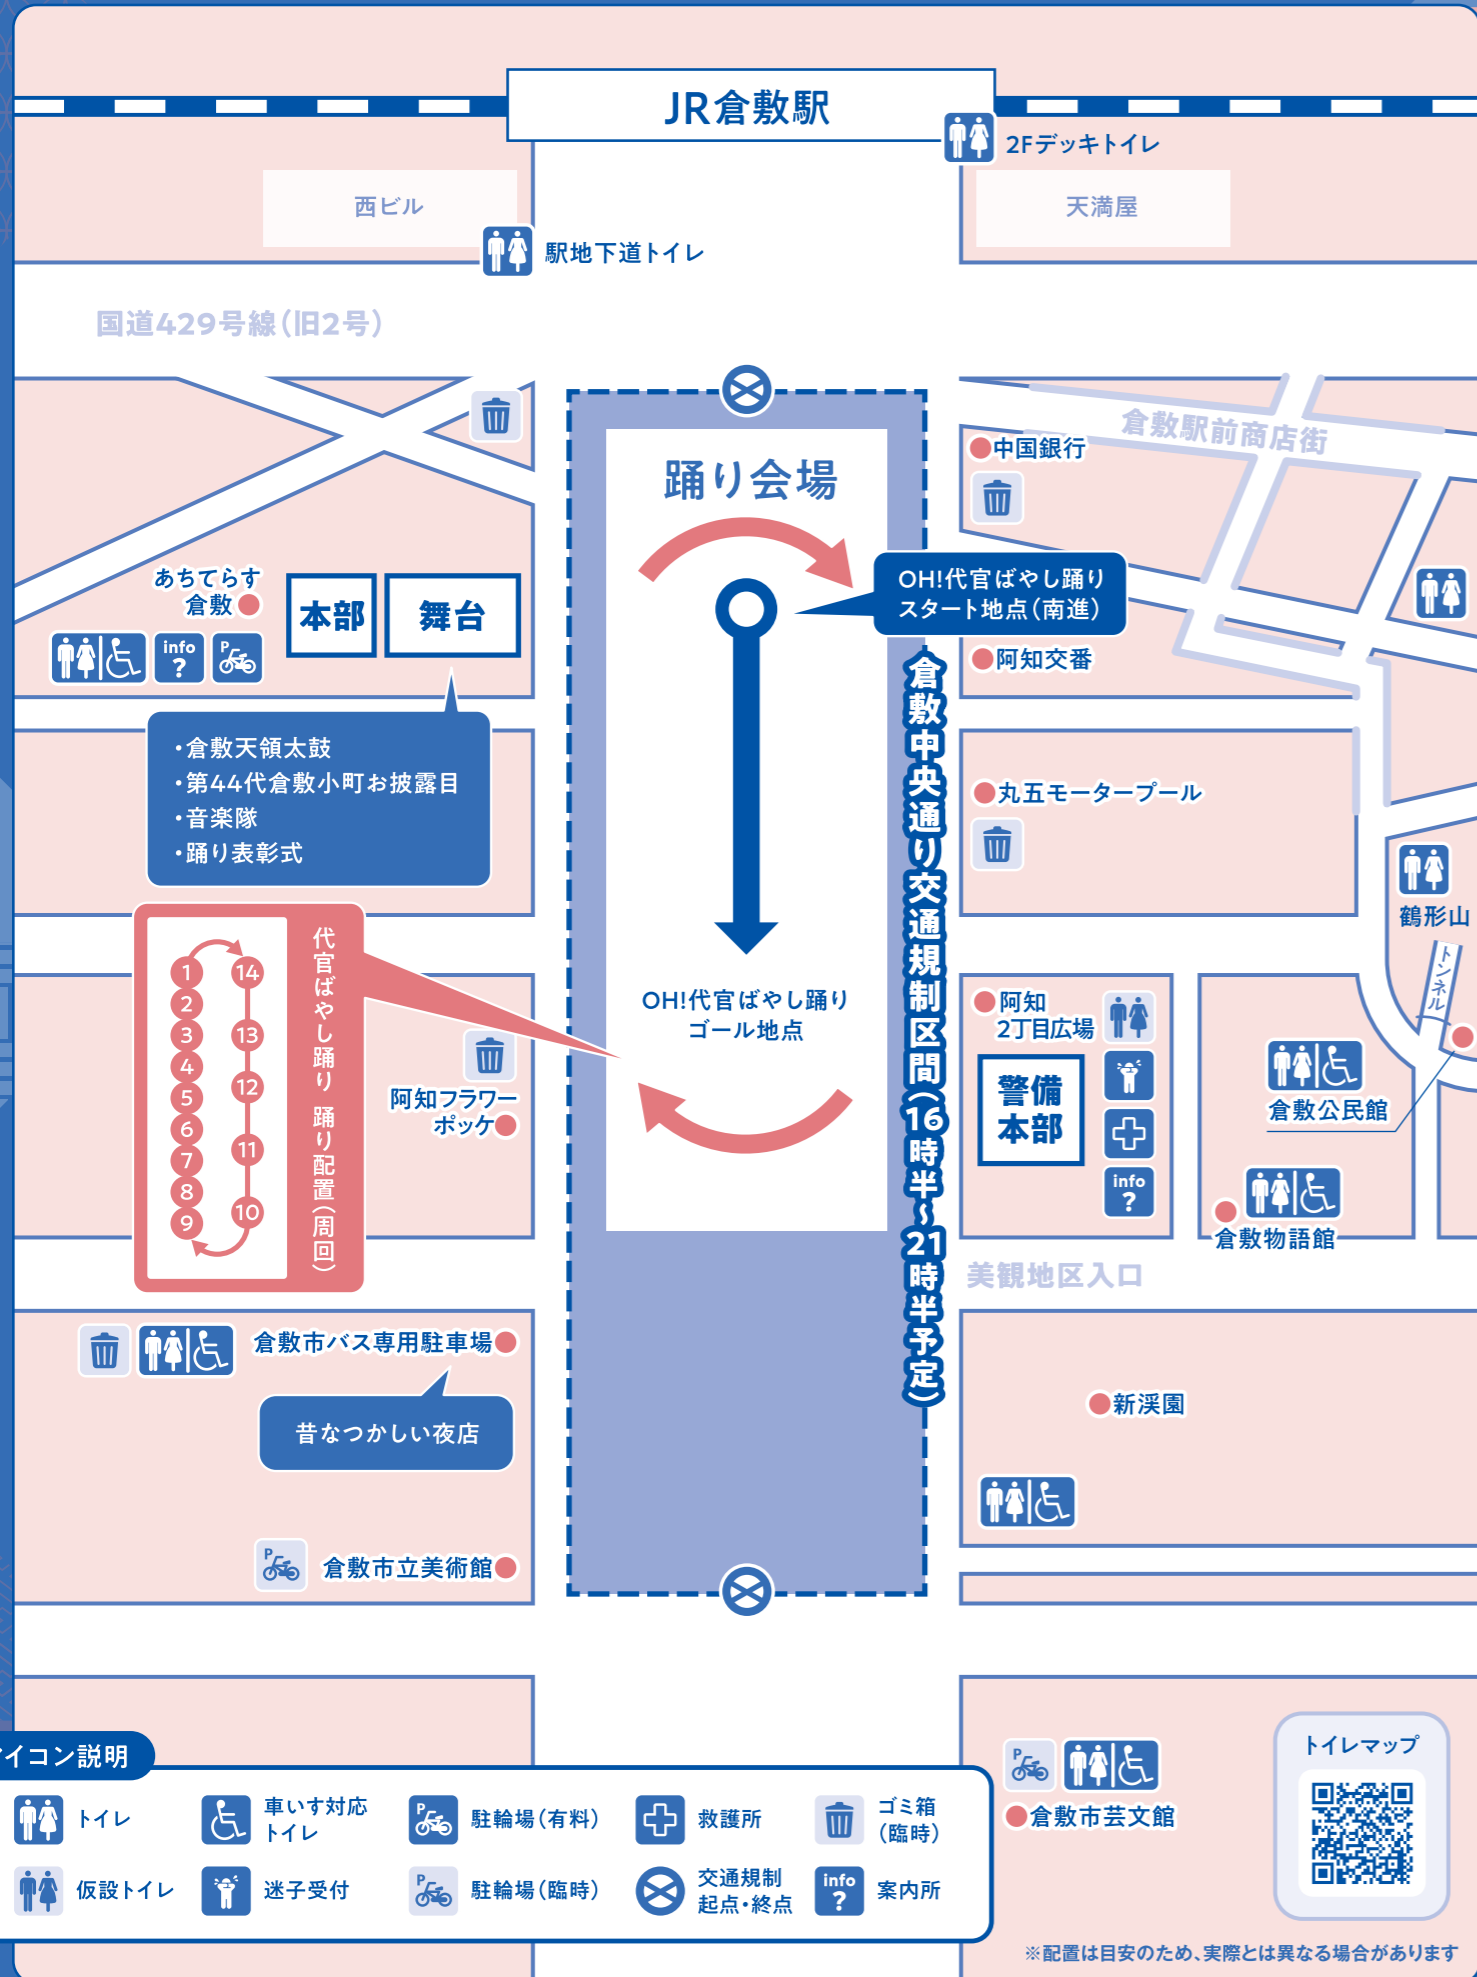 JR倉敷駅
2Fデッキトイレ
西ビル
天満屋
駅地下道トイレ
国道429号線(旧2号)
倉敷駅前商店街
中国銀行
踊り会場
OH!代官ばやし踊り
スタート地点(南進)
あちてらす
倉敷
本部
舞台
info
?
P
阿知交番
倉敷中央通り交通規制区間(16時半〜21時半予定)
・倉敷天領太鼓
・第44代倉敷小町お披露目
・音楽隊
・踊り表彰式
丸五モータープール
鶴形山
トンネル
代官ばやし踊り 踊り配置(周回)
1
2
3
4
5
6
7
8
9
14
13
12
11
10
OH!代官ばやし踊り
ゴール地点
阿知
2丁目広場
警備
本部
info
?
阿知フラワー
ポッケ
倉敷公民館
倉敷物語館
美観地区入口
倉敷市バス専用駐車場
昔なつかしい夜店
新渓園
P
倉敷市立美術館
P
倉敷市芸文館
トイレマップ
イコン説明
トイレ
車いす対応
トイレ
P
駐輪場(有料)
救護所
ゴミ箱
(臨時)
仮設トイレ
迷子受付
P
駐輪場(臨時)
交通規制
起点・終点
info
?
案内所
※配置は目安のため、実際とは異なる場合があります